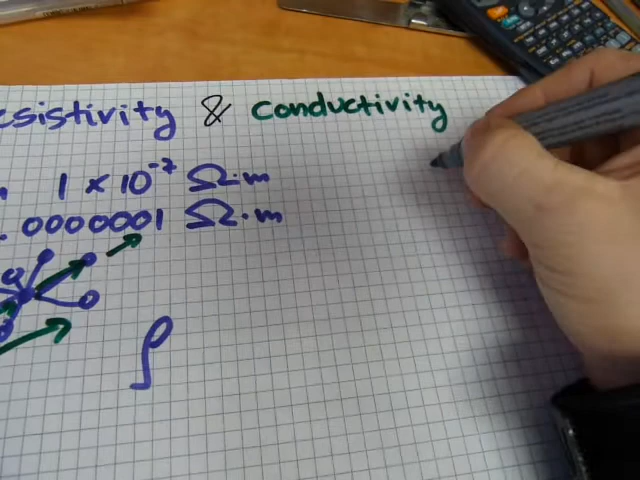 esistivity & conductivity
1 × 10⁻⁷ Ω·m
.0000001 Ω·m
ρ